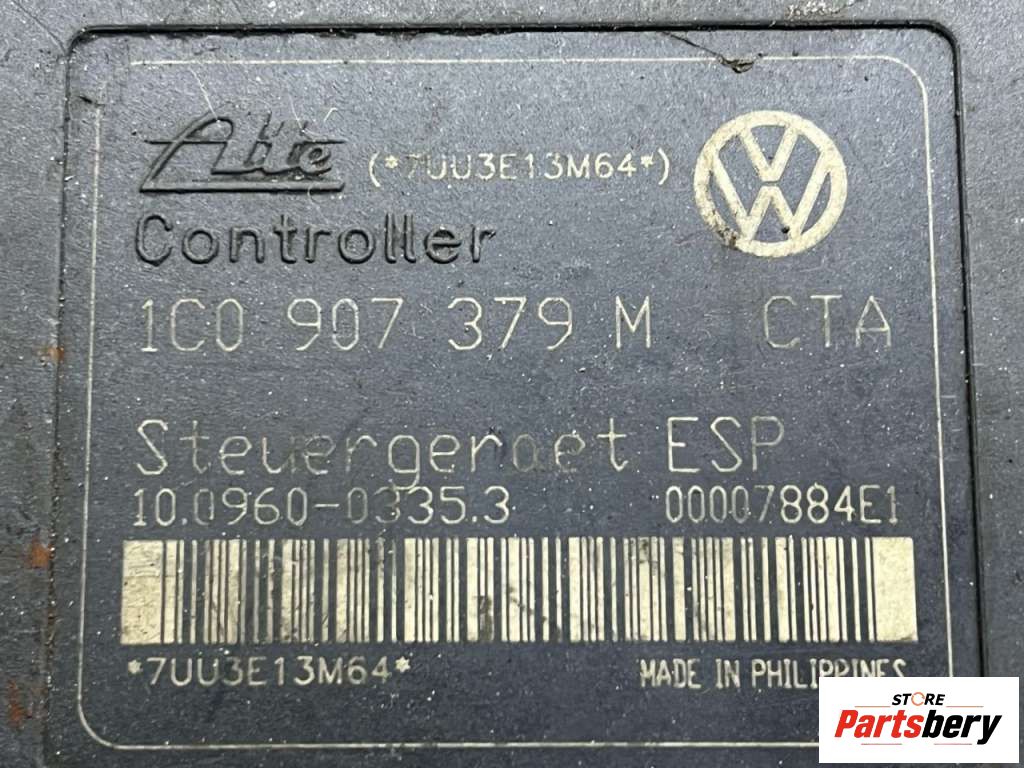 Ate (*7UU3E13M64*)
Controller
1C0 907 379 M CTA
Steuergeraet ESP
10.0960-0335.3 00007884E1
*7UU3E13M64* MADE IN PHILIPPINES
STORE
Partsbery